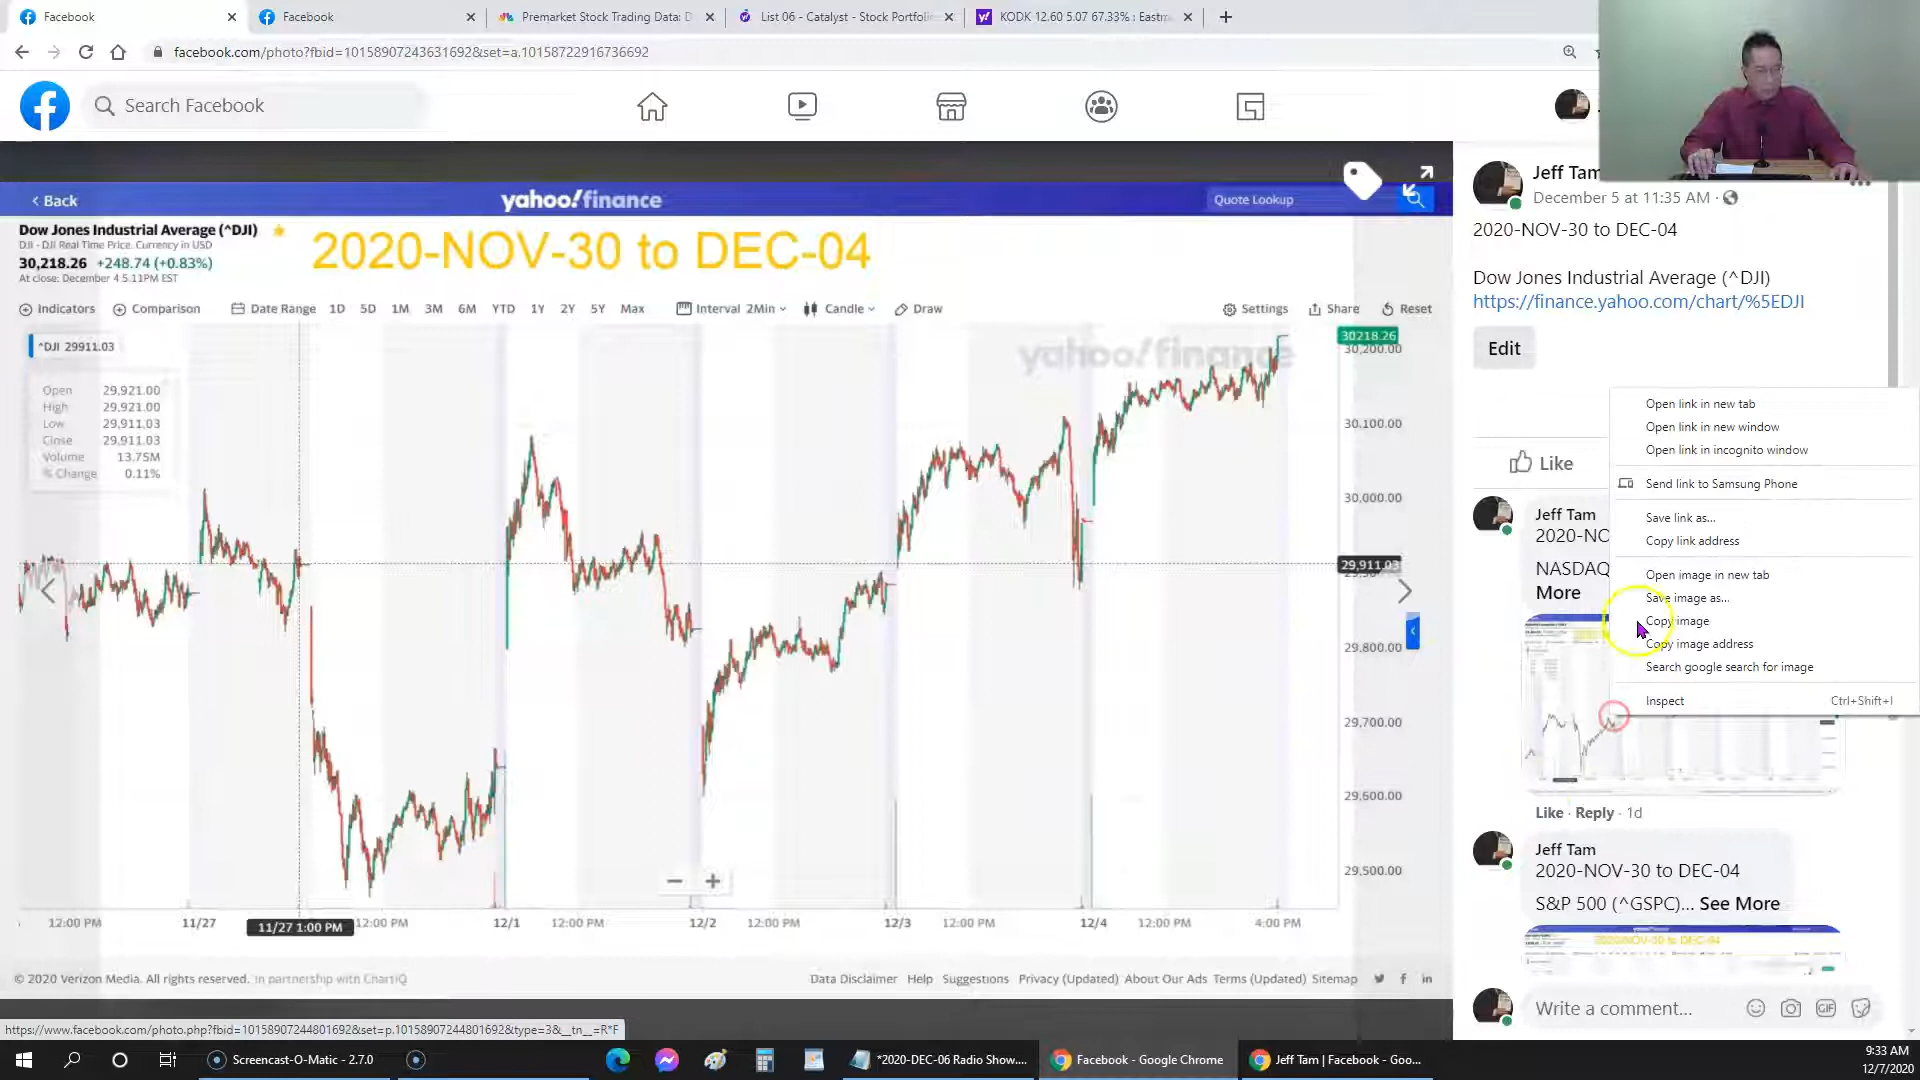 Facebook
Facebook
Premarket Stock Trading Data: D
List 06 - Catalyst - Stock Portfolio
KODK 12.60 5.07 67.33% : Eastm
facebook.com/photo?fbid=10158907243631692&set=a.10158722916736692
Search Facebook
< Back
yahoo!finance
Quote Lookup
Dow Jones Industrial Average (^DJI)
DJI - DJI Real Time Price. Currency in USD
30,218.26 +248.74 (+0.83%)
At close: December 4 5:11PM EST
2020-NOV-30 to DEC-04
Indicators Comparison Date Range 1D 5D 1M 3M 6M YTD 1Y 2Y 5Y Max Interval 2Min Candle Draw Settings Share Reset
^DJI 29911.03
Open 29,921.00
High 29,921.00
Low 29,911.03
Close 29,911.03
Volume 13.75M
% Change 0.11%
yahoo!finance
30218.26
30,200.00
30,100.00
30,000.00
29,911.03
29,800.00
29,700.00
29,600.00
29,500.00
12:00 PM 11/27 11/27 1:00 PM 12:00 PM 12/1 12:00 PM 12/2 12:00 PM 12/3 12:00 PM 12/4 12:00 PM 4:00 PM
© 2020 Verizon Media. All rights reserved. in partnership with ChartIQ
Data Disclaimer Help Suggestions Privacy (Updated) About Our Ads Terms (Updated) Sitemap
Jeff Tam
December 5 at 11:35 AM ·
2020-NOV-30 to DEC-04
Dow Jones Industrial Average (^DJI)
https://finance.yahoo.com/chart/%5EDJI
Edit
Like
Open link in new tab
Open link in new window
Open link in incognito window
Send link to Samsung Phone
Save link as...
Copy link address
Open image in new tab
Save image as...
Copy image
Copy image address
Search google search for image
Inspect Ctrl+Shift+I
Jeff Tam
2020-NO
NASDAQ
More
Like · Reply · 1d
Jeff Tam
2020-NOV-30 to DEC-04
S&P 500 (^GSPC)... See More
2020-NOV-30 to DEC-04
Write a comment...
GIF
https://www.facebook.com/photo.php?fbid=10158907244801692&set=p.10158907244801692&type=3&__tn__=R*F
Screencast-O-Matic - 2.7.0
*2020-DEC-06 Radio Show....
Facebook - Google Chrome
Jeff Tam | Facebook - Goo...
9:33 AM
12/7/2020